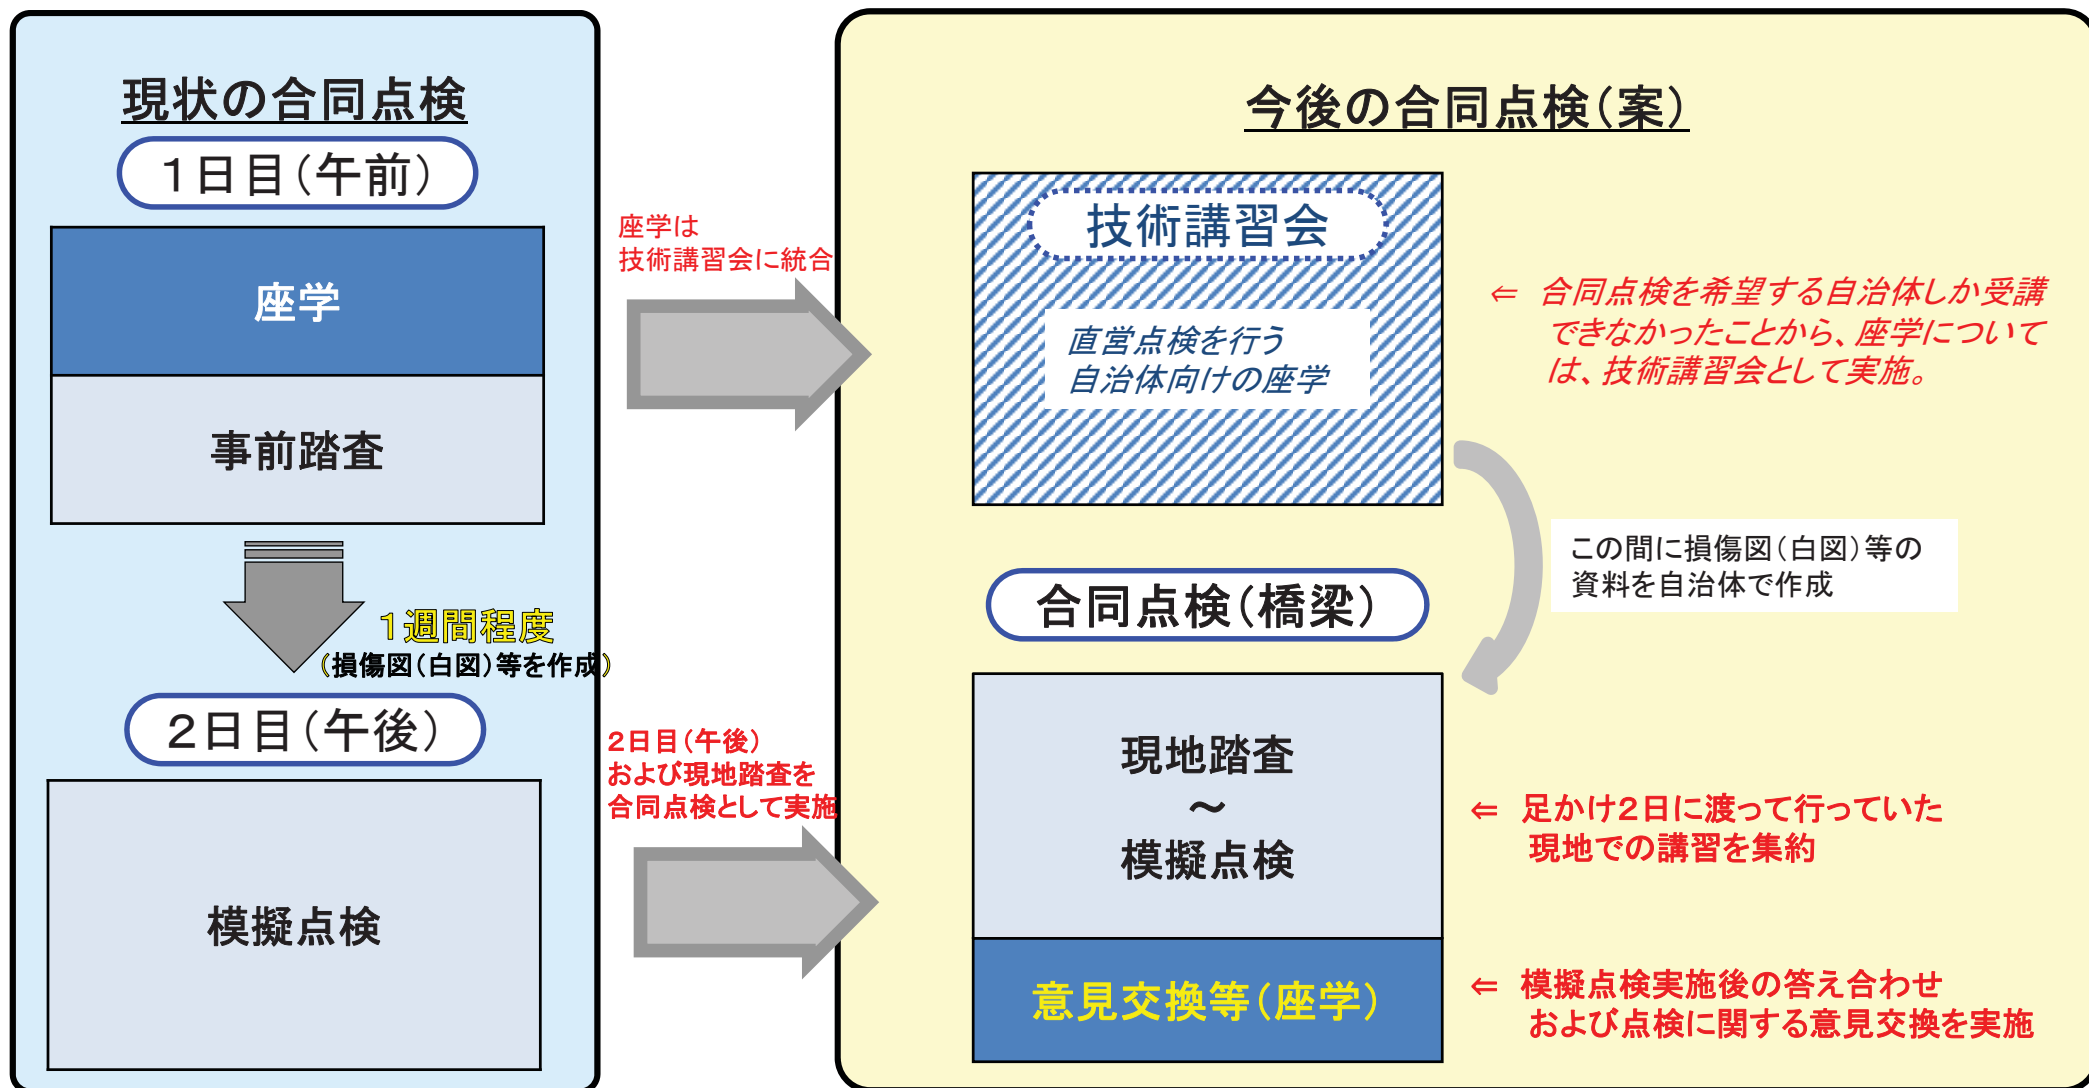 現状の合同点検
1日目(午前)
座学
事前踏査
1週間程度
(損傷図(白図)等を作成)
2日目(午後)
模擬点検
座学は
技術講習会に統合
2日目(午後)
および現地踏査を
合同点検として実施
今後の合同点検(案)
技術講習会
直営点検を行う
自治体向けの座学
⇐ 合同点検を希望する自治体しか受講
できなかったことから、座学について
は、技術講習会として実施。
この間に損傷図(白図)等の
資料を自治体で作成
合同点検(橋梁)
現地踏査
～
模擬点検
⇐ 足かけ2日に渡って行っていた
現地での講習を集約
意見交換等(座学)
⇐ 模擬点検実施後の答え合わせ
および点検に関する意見交換を実施